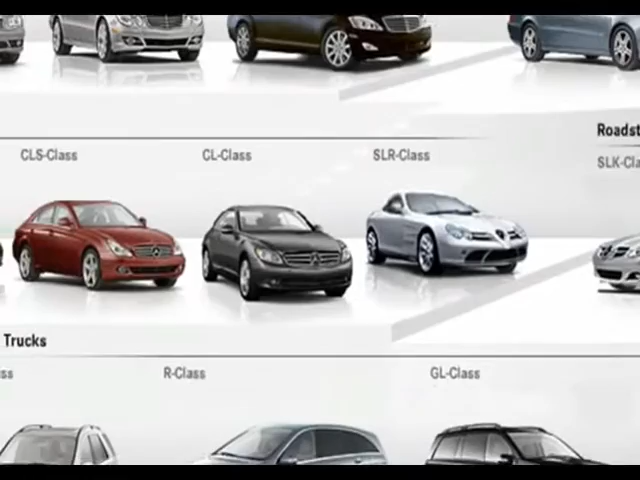 Roadst
CLS-Class CL-Class SLR-Class SLK-Cla
Trucks
ss R-Class GL-Class